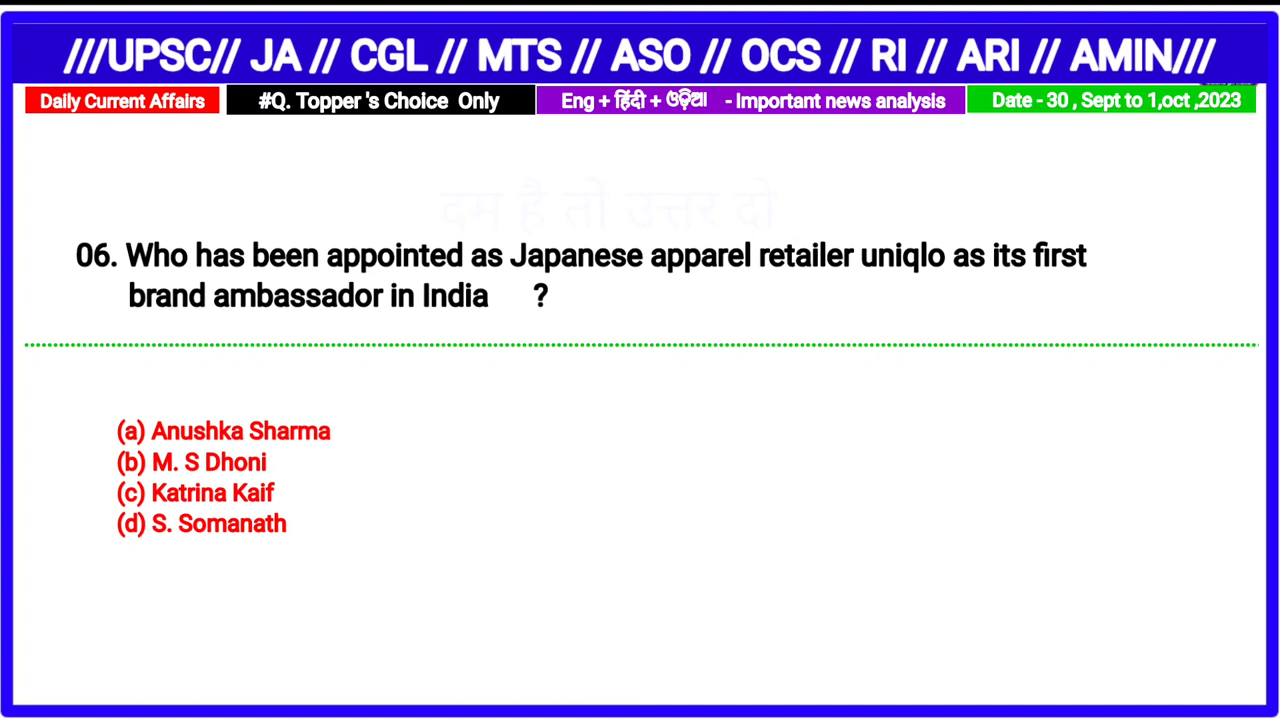 ///UPSC// JA // CGL // MTS // ASO // OCS // RI // ARI // AMIN///
Daily Current Affairs #Q. Topper 's Choice Only Eng + हिंदी + ଓଡ଼ିଆ - Important news analysis Date - 30 , Sept to 1,oct ,2023
दम है तो उत्तर दो
06. Who has been appointed as Japanese apparel retailer uniqlo as its first
brand ambassador in India ?
(a) Anushka Sharma
(b) M. S Dhoni
(c) Katrina Kaif
(d) S. Somanath